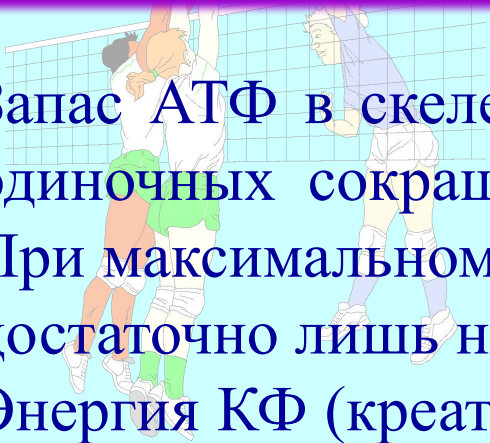 Запас АТФ в скеле
одиночных сокращ
При максимальном
достаточно лишь н
Энергия КФ (креат